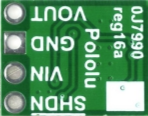 SHDN
VIN
GND
VOUT
Pololu
reg16a
0J7990